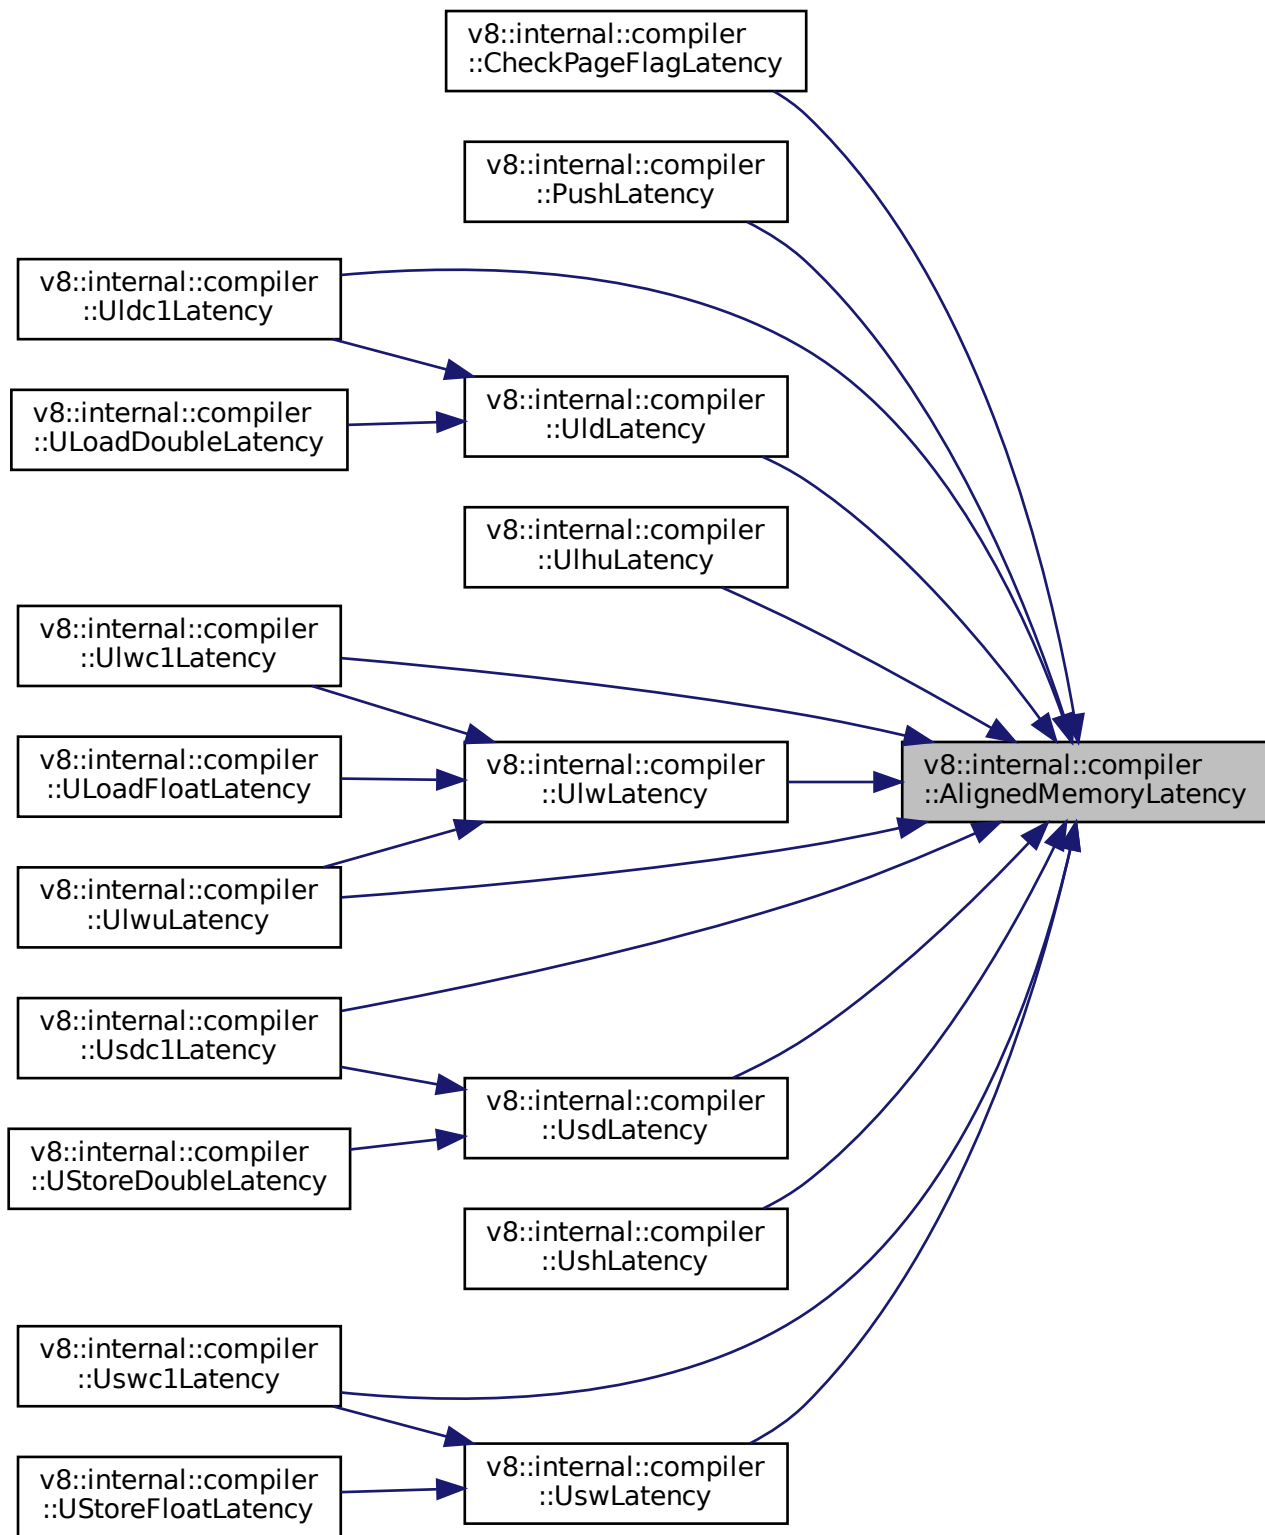 v8::internal::compiler
::CheckPageFlagLatency
v8::internal::compiler
::PushLatency
v8::internal::compiler
::Uldc1Latency
v8::internal::compiler
::UldLatency
v8::internal::compiler
::ULoadDoubleLatency
v8::internal::compiler
::UlhuLatency
v8::internal::compiler
::Ulwc1Latency
v8::internal::compiler
::ULoadFloatLatency
v8::internal::compiler
::UlwLatency
v8::internal::compiler
::AlignedMemoryLatency
v8::internal::compiler
::UlwuLatency
v8::internal::compiler
::Usdc1Latency
v8::internal::compiler
::UsdLatency
v8::internal::compiler
::UStoreDoubleLatency
v8::internal::compiler
::UshLatency
v8::internal::compiler
::Uswc1Latency
v8::internal::compiler
::UswLatency
v8::internal::compiler
::UStoreFloatLatency